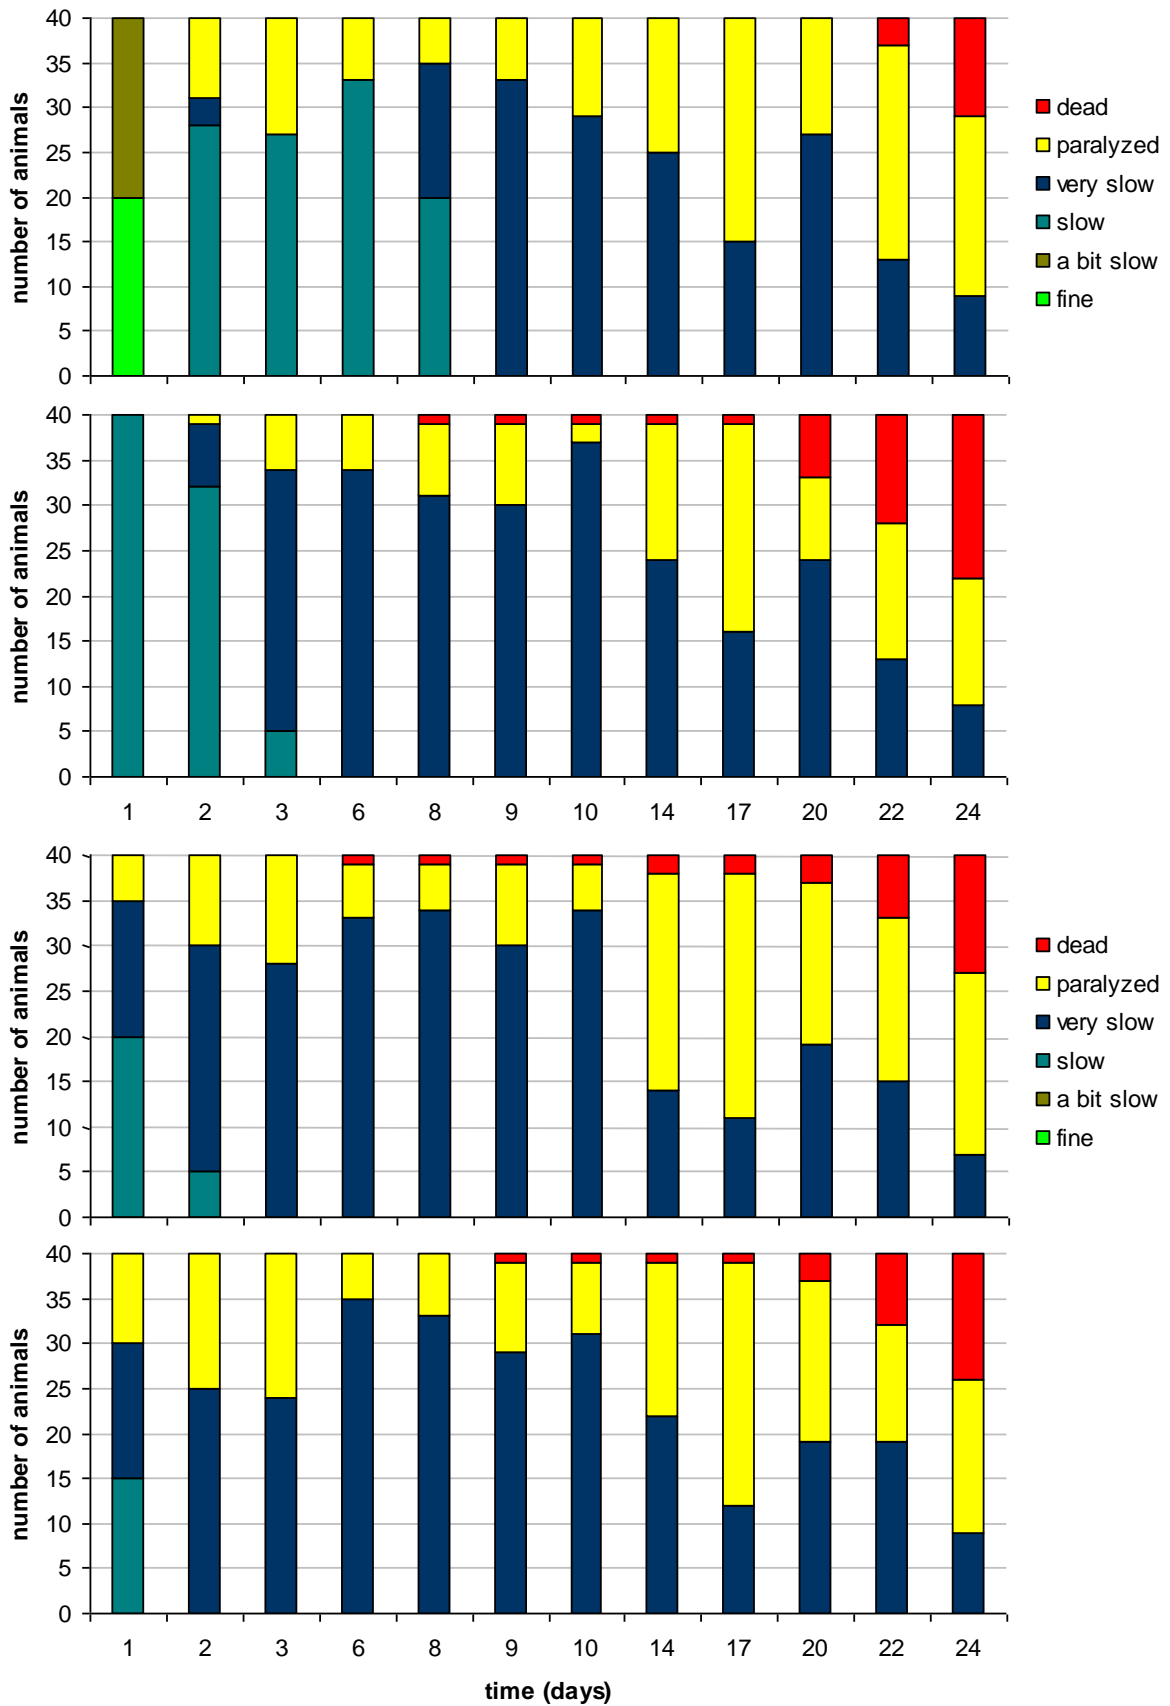 number of animals
40
35
30
25
20
15
10
5
0
dead
paralyzed
very slow
slow
a bit slow
fine
number of animals
40
35
30
25
20
15
10
5
0
1 2 3 6 8 9 10 14 17 20 22 24
number of animals
40
35
30
25
20
15
10
5
0
dead
paralyzed
very slow
slow
a bit slow
fine
number of animals
40
35
30
25
20
15
10
5
0
1 2 3 6 8 9 10 14 17 20 22 24
time (days)